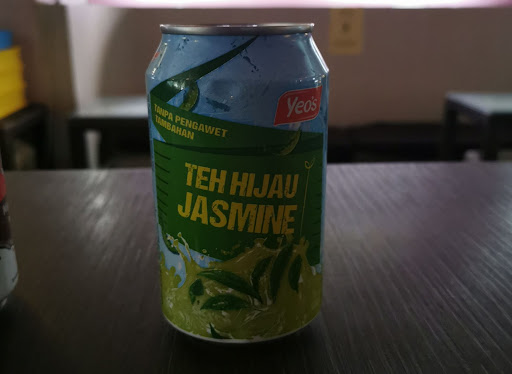 Yeo's
TANPA PENGAWET
TAMBAHAN
TEH HIJAU
JASMINE